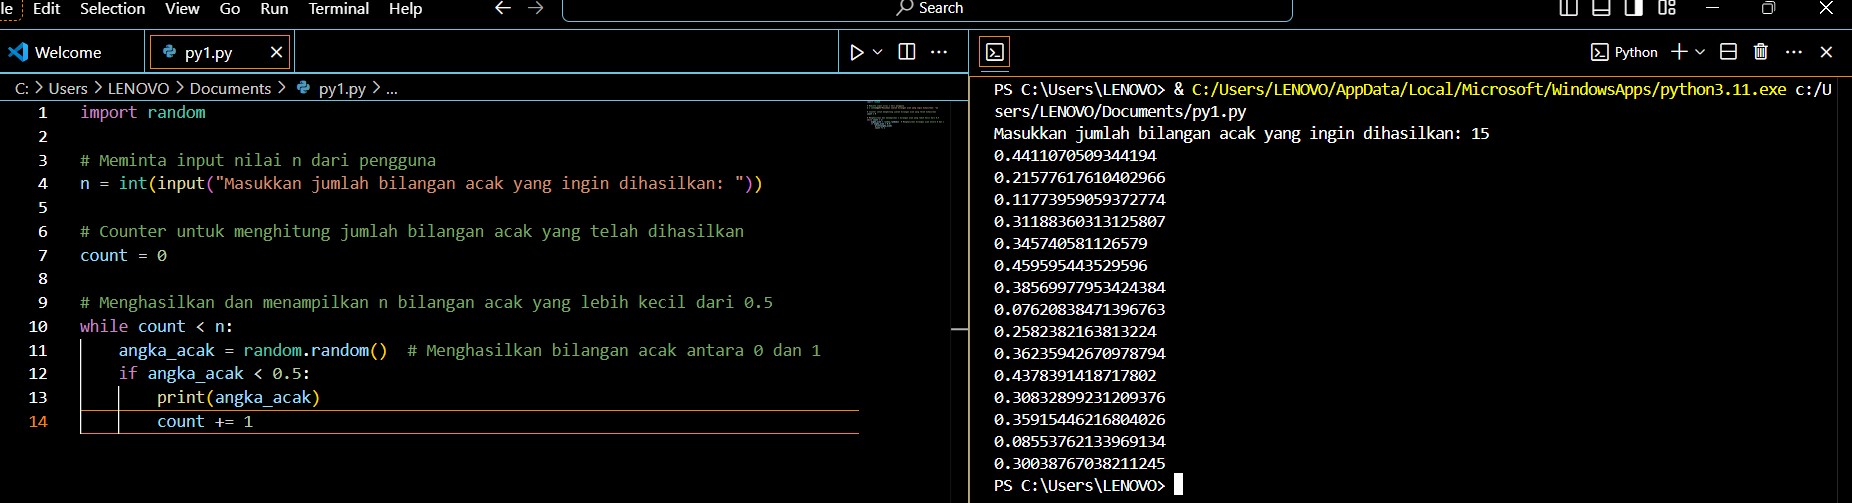 le Edit Selection View Go Run Terminal Help
Search
Welcome
py1.py
C: > Users > LENOVO > Documents > py1.py > ...
1 import random
2
3 # Meminta input nilai n dari pengguna
4 n = int(input("Masukkan jumlah bilangan acak yang ingin dihasilkan: "))
5
6 # Counter untuk menghitung jumlah bilangan acak yang telah dihasilkan
7 count = 0
8
9 # Menghasilkan dan menampilkan n bilangan acak yang lebih kecil dari 0.5
10 while count < n:
11 angka_acak = random.random() # Menghasilkan bilangan acak antara 0 dan 1
12 if angka_acak < 0.5:
13 print(angka_acak)
14 count += 1
Python
PS C:\Users\LENOVO> & C:/Users/LENOVO/AppData/Local/Microsoft/WindowsApps/python3.11.exe c:/U
sers/LENOVO/Documents/py1.py
Masukkan jumlah bilangan acak yang ingin dihasilkan: 15
0.4411070509344194
0.21577617610402966
0.11773959059372774
0.31188360313125807
0.345740581126579
0.459595443529596
0.38569977953424384
0.07620838471396763
0.2582382163813224
0.36235942670978794
0.4378391418717802
0.30832899231209376
0.35915446216804026
0.08553762133969134
0.30038767038211245
PS C:\Users\LENOVO>